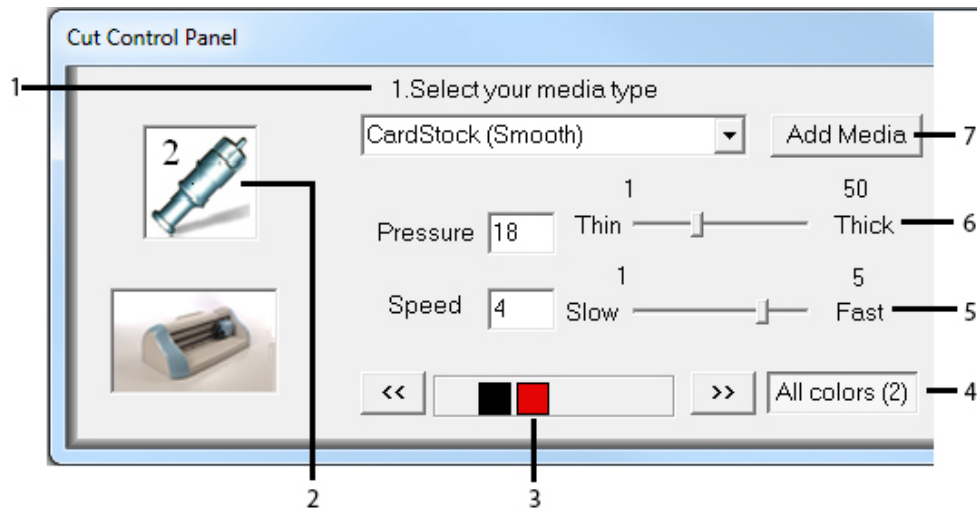 Cut Control Panel
1
1.Select your media type
CardStock (Smooth)
Add Media
7
2
1
50
Pressure
18
Thin
Thick
6
1
5
Speed
4
Slow
Fast
5
<<
>>
All colors (2)
4
2
3